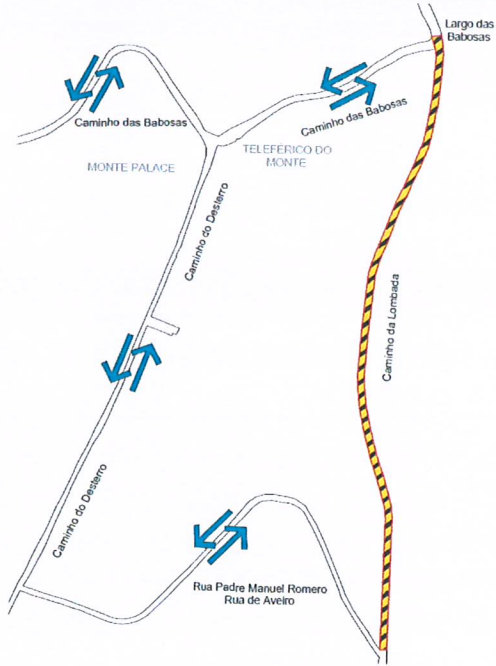 Largo das
Babosas
Caminho das Babosas
Caminho das Babosas
MONTE PALACE
TELEFÉRICO DO
MONTE
Caminho do Desterro
Caminho da Lombada
Caminho do Desterro
Rua Padre Manuel Romero
Rua de Aveiro